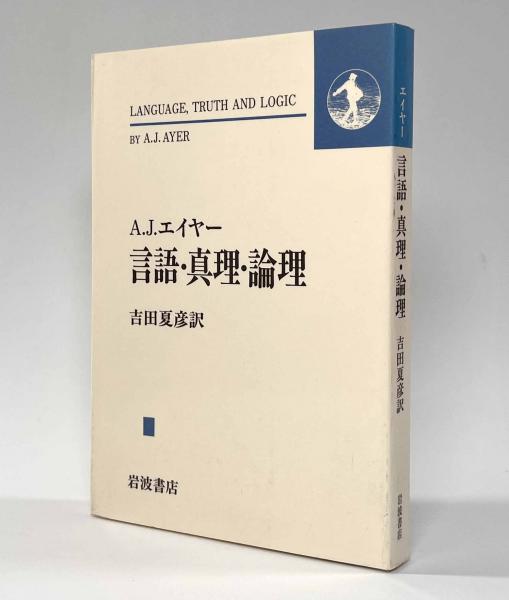 LANGUAGE, TRUTH AND LOGIC
BY A.J. AYER
A.J.エイヤー
言語・真理・論理
吉田夏彦訳
岩波書店
エイヤー
言語・真理・論理
吉田夏彦訳
岩波書店